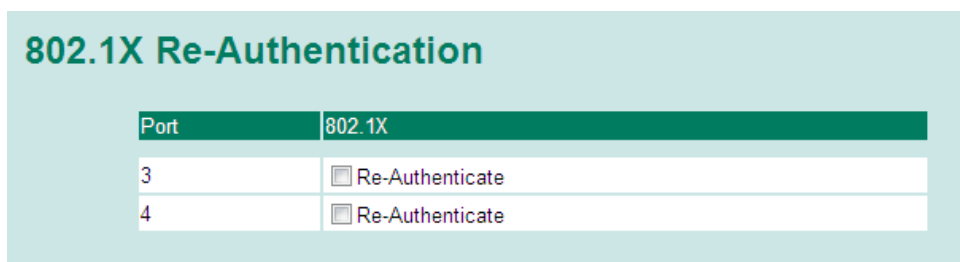 802.1X Re-Authentication
Port 802.1X
3 Re-Authenticate
4 Re-Authenticate